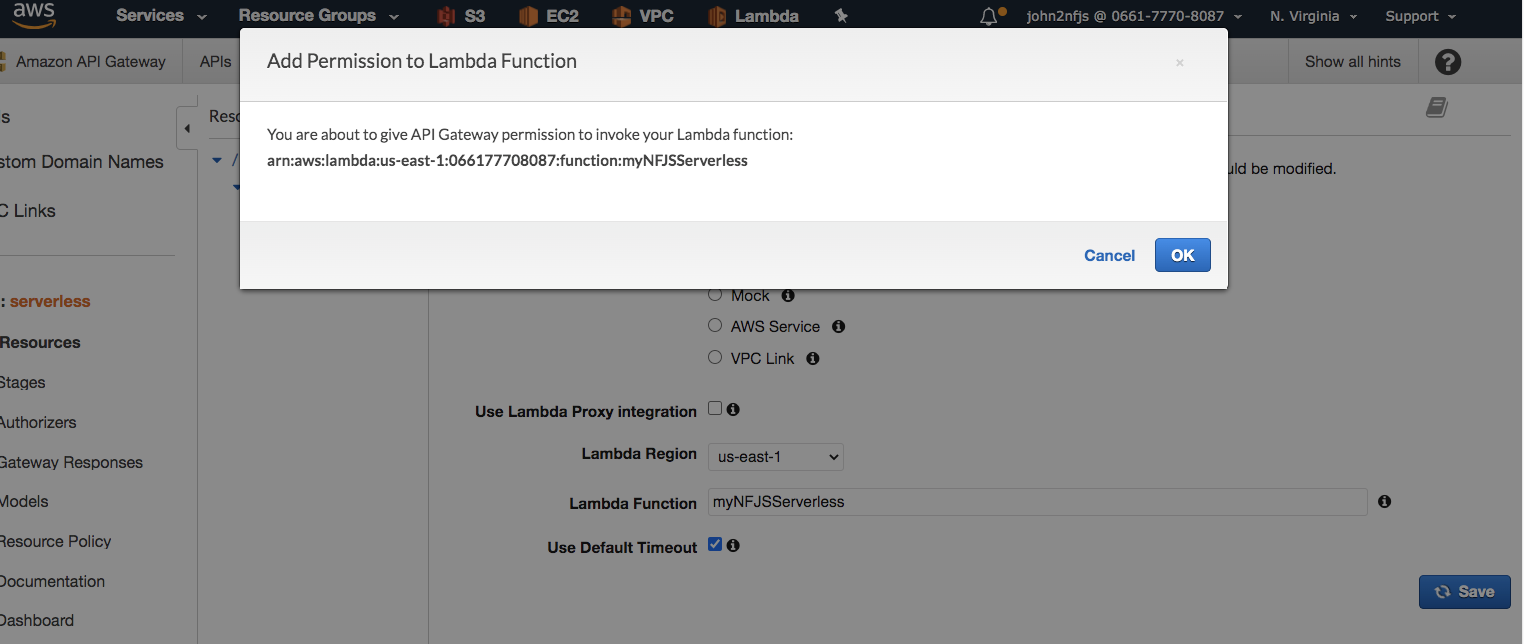 aws
Services
Resource Groups
S3
EC2
VPC
Lambda
john2nfjs @ 0661-7770-8087
N. Virginia
Support
Amazon API Gateway
APIs
Show all hints
?
Add Permission to Lambda Function
×
You are about to give API Gateway permission to invoke your Lambda function:
arn:aws:lambda:us-east-1:066177708087:function:myNFJSServerless
Cancel
OK
s
stom Domain Names
C Links
: serverless
Resources
Stages
Authorizers
Gateway Responses
Models
Resource Policy
Documentation
Dashboard
Reso
/
uld be modified.
Mock
AWS Service
VPC Link
Use Lambda Proxy integration
Lambda Region
us-east-1
Lambda Function
myNFJSServerless
Use Default Timeout
Save